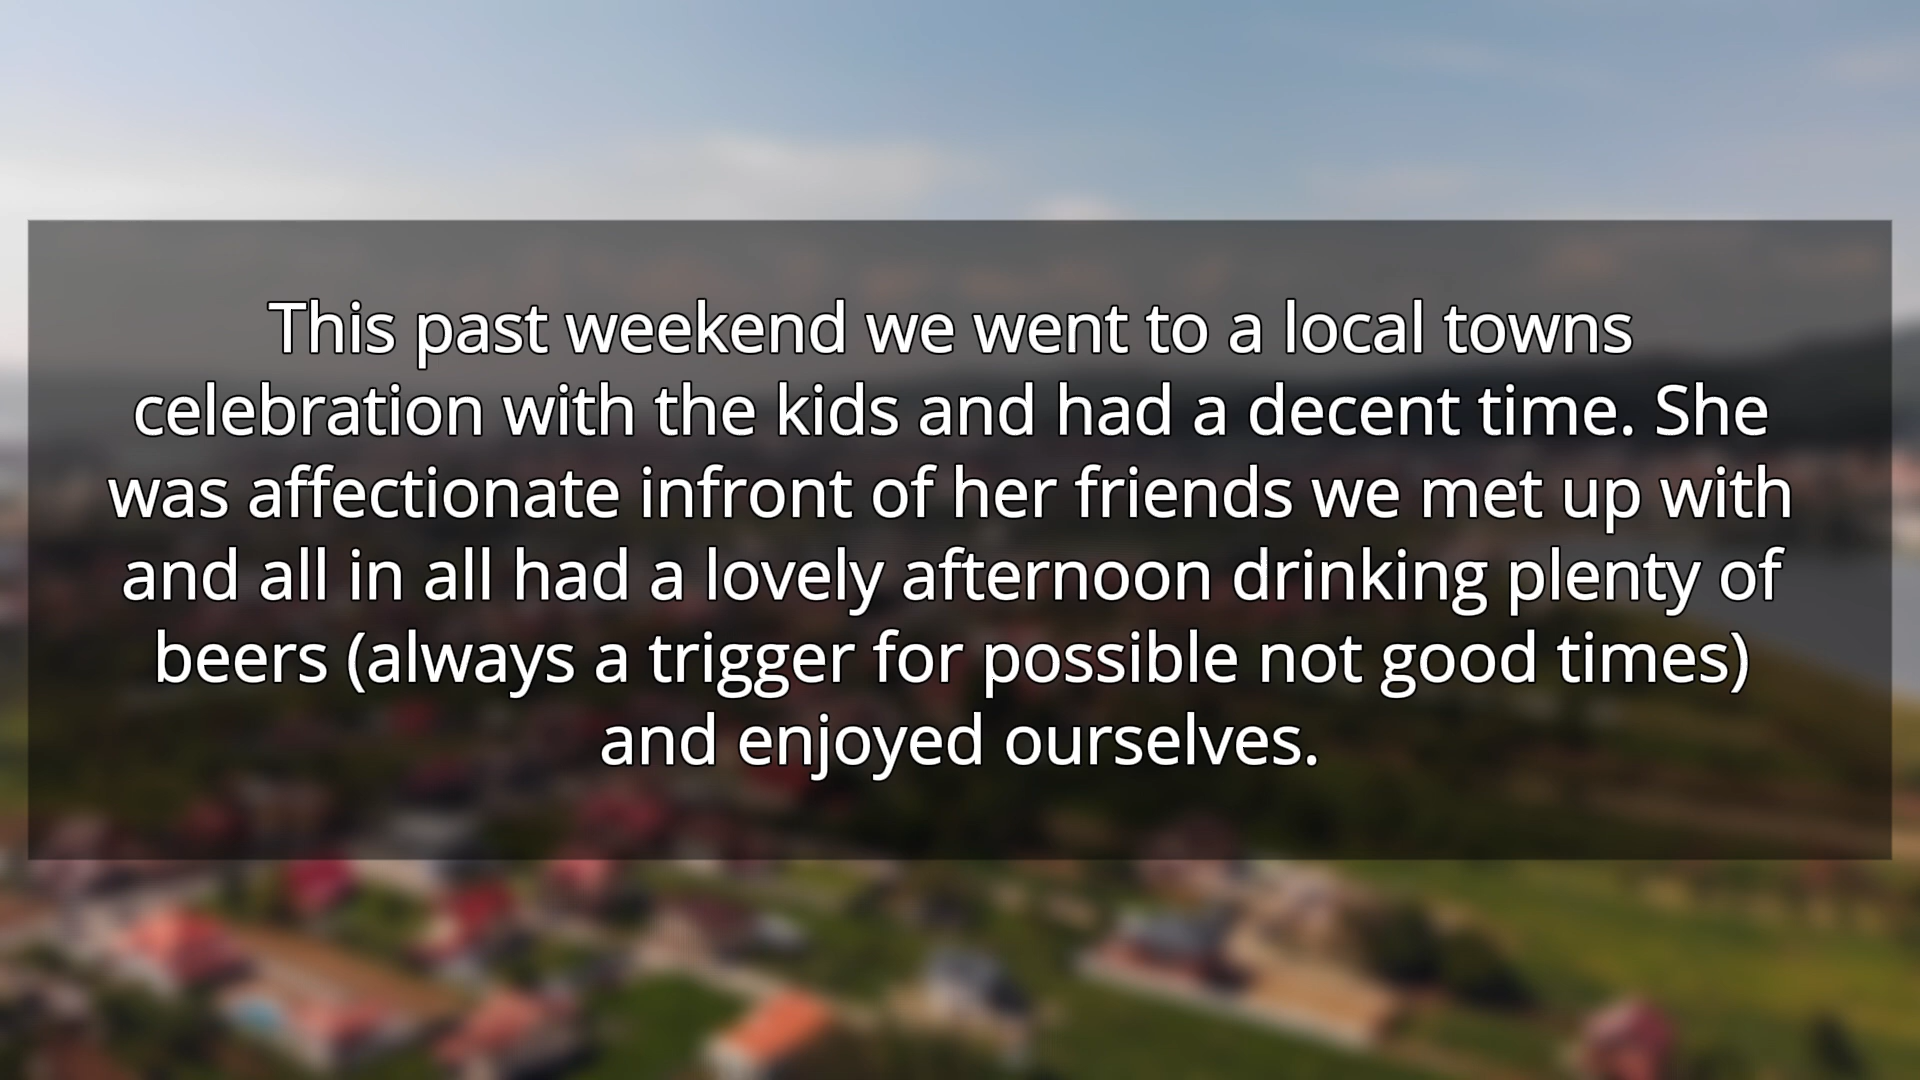 This past weekend we went to a local towns
celebration with the kids and had a decent time. She
was affectionate infront of her friends we met up with
and all in all had a lovely afternoon drinking plenty of
beers (always a trigger for possible not good times)
and enjoyed ourselves.